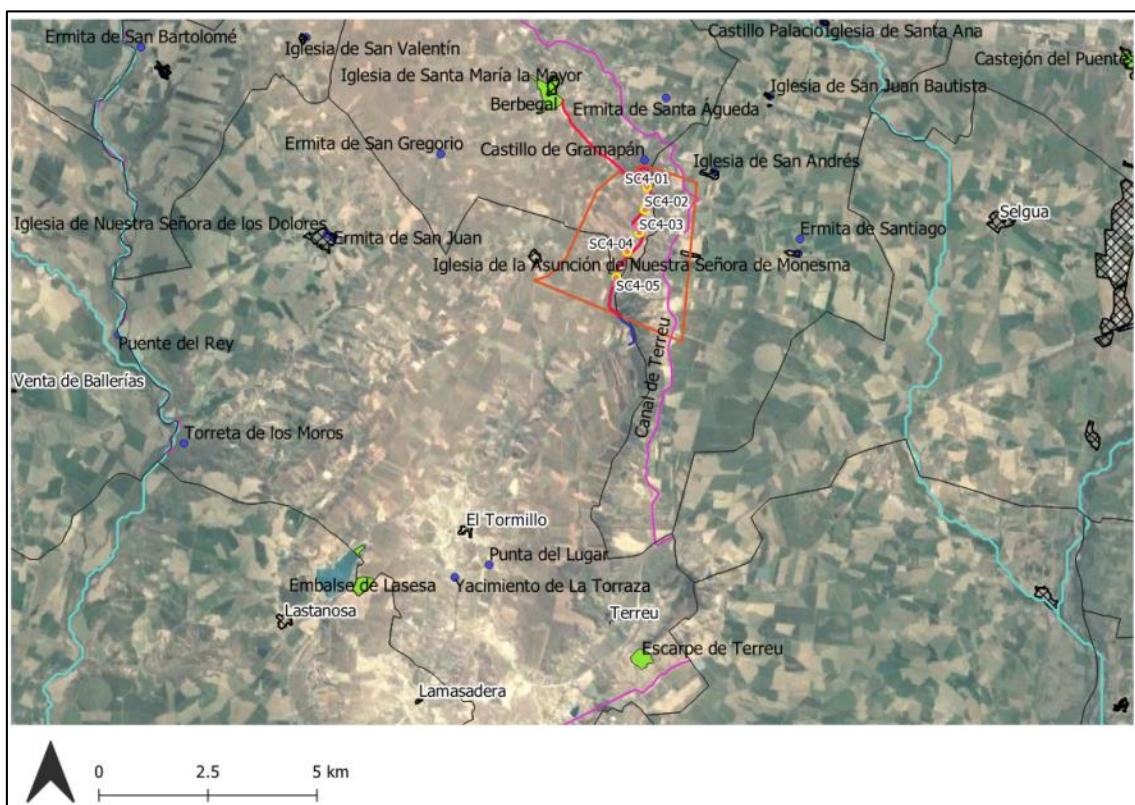 Ermita de San Bartolomé
Iglesia de San Valentín
Castillo Palacio
Iglesia de Santa Ana
Castejón del Puente
Iglesia de Santa María la Mayor
Iglesia de San Juan Bautista
Berbegal
Ermita de Santa Águeda
Ermita de San Gregorio
Castillo de Gramapán
Iglesia de San Andrés
SC4-01
SC4-02
Selgua
Iglesia de Nuestra Señora de los Dolores
SC4-03
Ermita de Santiago
Ermita de San Juan
SC4-04
Iglesia de la Asunción de Nuestra Señora de Monesma
SC4-05
Puente del Rey
Canal de Terreu
Venta de Ballerías
Torreta de los Moros
El Tormillo
Punta del Lugar
Embalse de Lasesa
Yacimiento de La Torraza
Lastanosa
Terreu
Escarpe de Terreu
Lamasadera
0 2.5 5 km